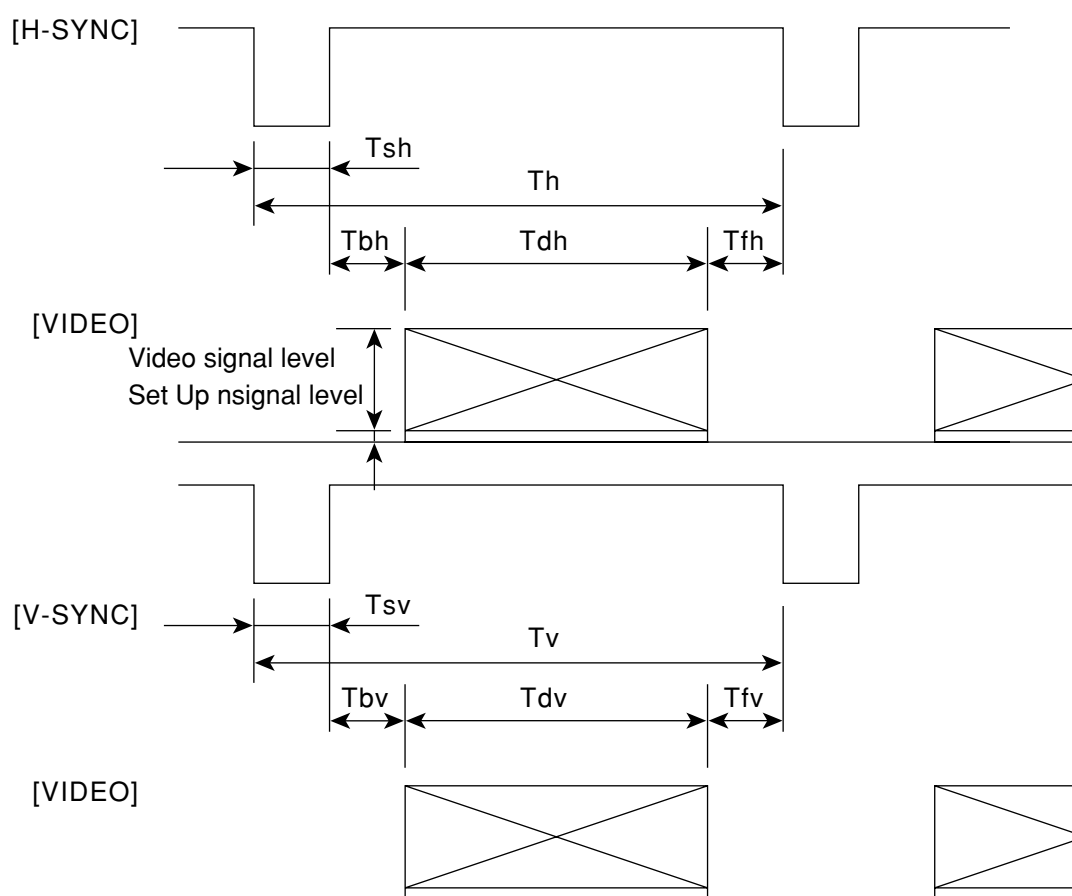 [H-SYNC]
Tsh
Th
Tbh Tdh Tfh
[VIDEO]
Video signal level
Set Up nsignal level
[V-SYNC]
Tsv
Tv
Tbv Tdv Tfv
[VIDEO]